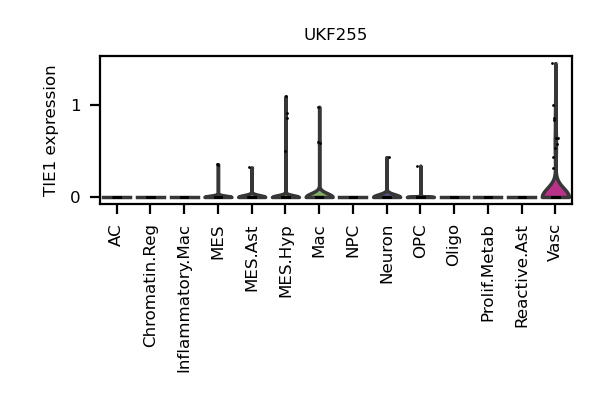 UKF255
TIE1 expression
1
0
AC
Chromatin.Reg
Inflammatory.Mac
MES
MES.Ast
MES.Hyp
Mac
NPC
Neuron
OPC
Oligo
Prolif.Metab
Reactive.Ast
Vasc